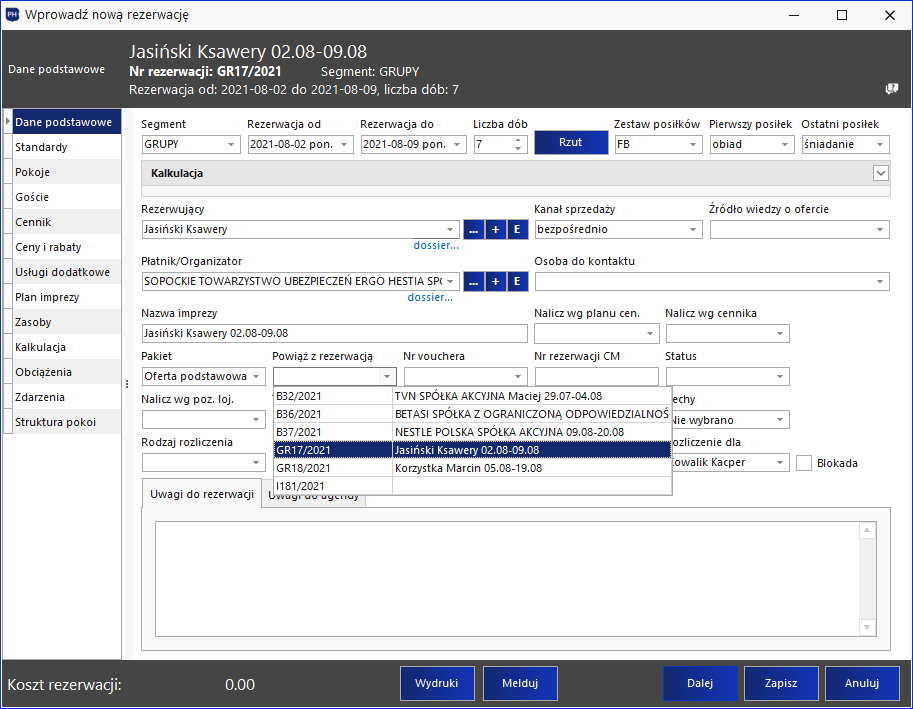 PH
Wprowadź nową rezerwację
Dane podstawowe
Jasiński Ksawery 02.08-09.08
Nr rezerwacji: GR17/2021 Segment: GRUPY
Rezerwacja od: 2021-08-02 do 2021-08-09, liczba dób: 7
Dane podstawowe
Standardy
Pokoje
Goście
Cennik
Ceny i rabaty
Usługi dodatkowe
Plan imprezy
Zasoby
Kalkulacja
Obciążenia
Zdarzenia
Struktura pokoi
Segment Rezerwacja od Rezerwacja do Liczba dób Zestaw posiłków Pierwszy posiłek Ostatni posiłek
GRUPY 2021-08-02 pon. 2021-08-09 pon. 7 Rzut FB obiad śniadanie
Kalkulacja
Rezerwujący Kanał sprzedaży Źródło wiedzy o ofercie
Jasiński Ksawery ... + E bezpośrednio
dossier...
Płatnik/Organizator Osoba do kontaktu
SOPOCKIE TOWARZYSTWO UBEZPIECZEŃ ERGO HESTIA SPÓ ... + E
dossier...
Nazwa imprezy Nalicz wg planu cen. Nalicz wg cennika
Jasiński Ksawery 02.08-09.08
Pakiet Powiąż z rezerwacją Nr vouchera Nr rezerwacji CM Status
Oferta podstawowa
B32/2021 TVN SPÓŁKA AKCYJNA Maciej 29.07-04.08
Nalicz wg poz. loj. echy
B36/2021 BETASI SPÓŁKA Z OGRANICZONĄ ODPOWIEDZIALNOŚ
Nie wybrano
B37/2021 NESTLE POLSKA SPÓŁKA AKCYJNA 09.08-20.08
Rodzaj rozliczenia ozliczenie dla
GR17/2021 Jasiński Ksawery 02.08-09.08
Kowalik Kacper Blokada
GR18/2021 Korzystka Marcin 05.08-19.08
I181/2021
Uwagi do rezerwacji Uwagi do agendy
Koszt rezerwacji: 0.00 Wydruki Melduj Dalej Zapisz Anuluj